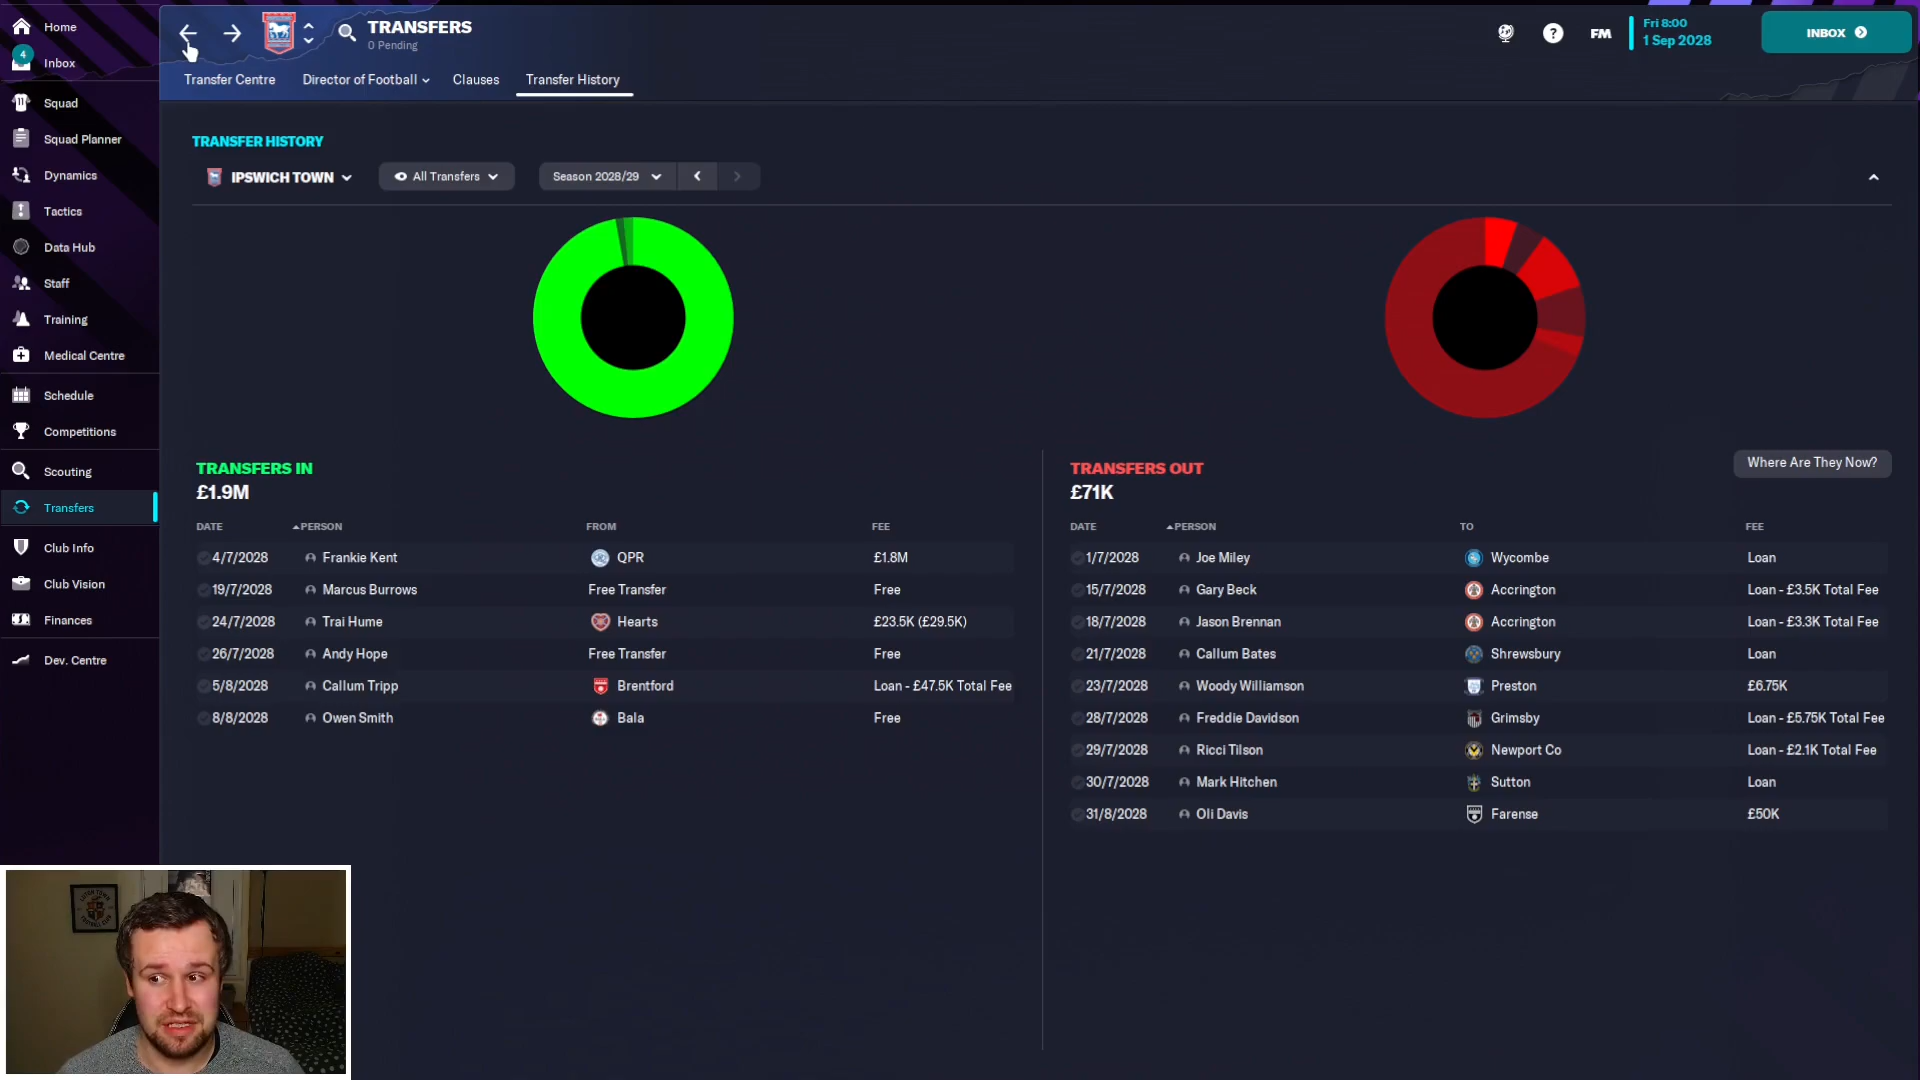 Home
4
Inbox
Squad
Squad Planner
Dynamics
Tactics
Data Hub
Staff
Training
Medical Centre
Schedule
Competitions
Scouting
Transfers
Club Info
Club Vision
Finances
Dev. Centre
TRANSFERS
0 Pending
? FM Fri 8:00
1 Sep 2028
INBOX
Transfer Centre Director of Football Clauses Transfer History
TRANSFER HISTORY
IPSWICH TOWN All Transfers Season 2028/29
TRANSFERS IN
£1.9M
DATE PERSON FROM FEE
4/7/2028 Frankie Kent QPR £1.8M
19/7/2028 Marcus Burrows Free Transfer Free
24/7/2028 Trai Hume Hearts £23.5K (£29.5K)
26/7/2028 Andy Hope Free Transfer Free
5/8/2028 Callum Tripp Brentford Loan - £47.5K Total Fee
8/8/2028 Owen Smith Bala Free
TRANSFERS OUT
£71K
Where Are They Now?
DATE PERSON TO FEE
1/7/2028 Joe Miley Wycombe Loan
15/7/2028 Gary Beck Accrington Loan - £3.5K Total Fee
18/7/2028 Jason Brennan Accrington Loan - £3.3K Total Fee
21/7/2028 Callum Bates Shrewsbury Loan
23/7/2028 Woody Williamson Preston £6.75K
28/7/2028 Freddie Davidson Grimsby Loan - £5.75K Total Fee
29/7/2028 Ricci Tilson Newport Co Loan - £2.1K Total Fee
30/7/2028 Mark Hitchen Sutton Loan
31/8/2028 Oli Davis Farense £50K